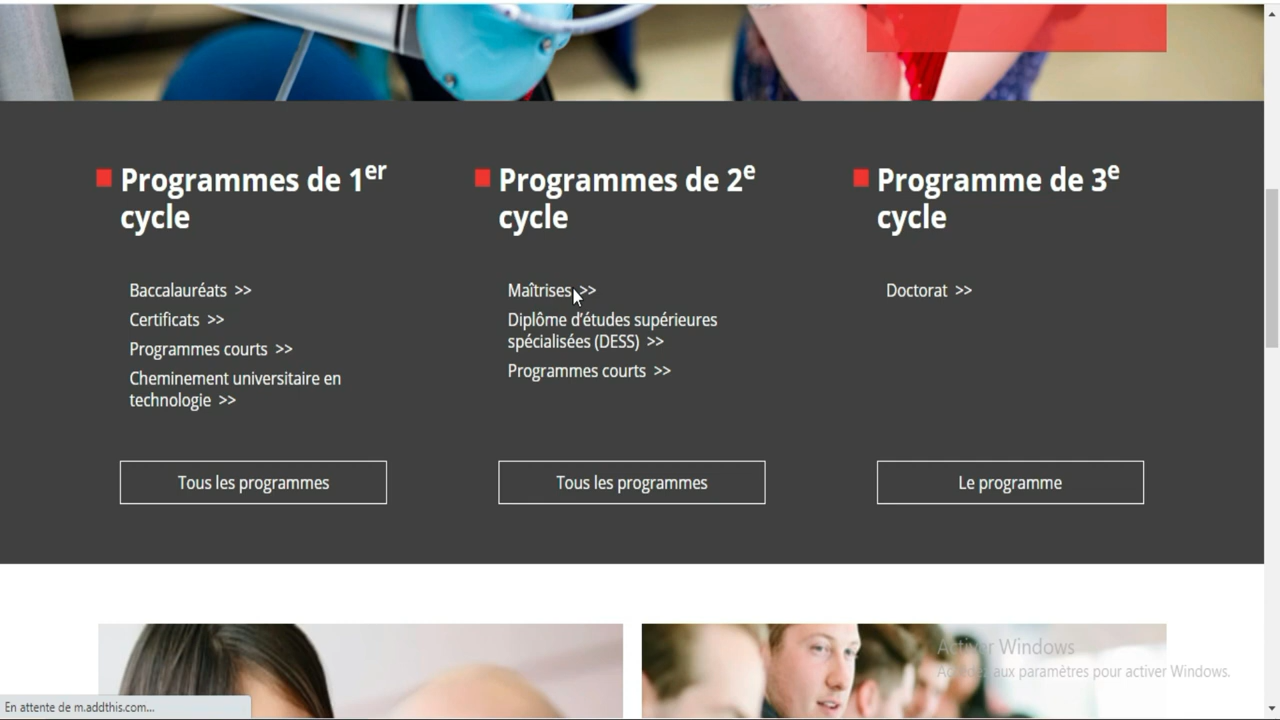 Programmes de 1er
cycle
Baccalauréats >>
Certificats >>
Programmes courts >>
Cheminement universitaire en
technologie >>
Tous les programmes
Programmes de 2e
cycle
Maîtrises >>
Diplôme d'études supérieures
spécialisées (DESS) >>
Programmes courts >>
Tous les programmes
Programme de 3e
cycle
Doctorat >>
Le programme
Activer Windows
Accédez aux paramètres pour activer Windows.
En attente de m.addthis.com...